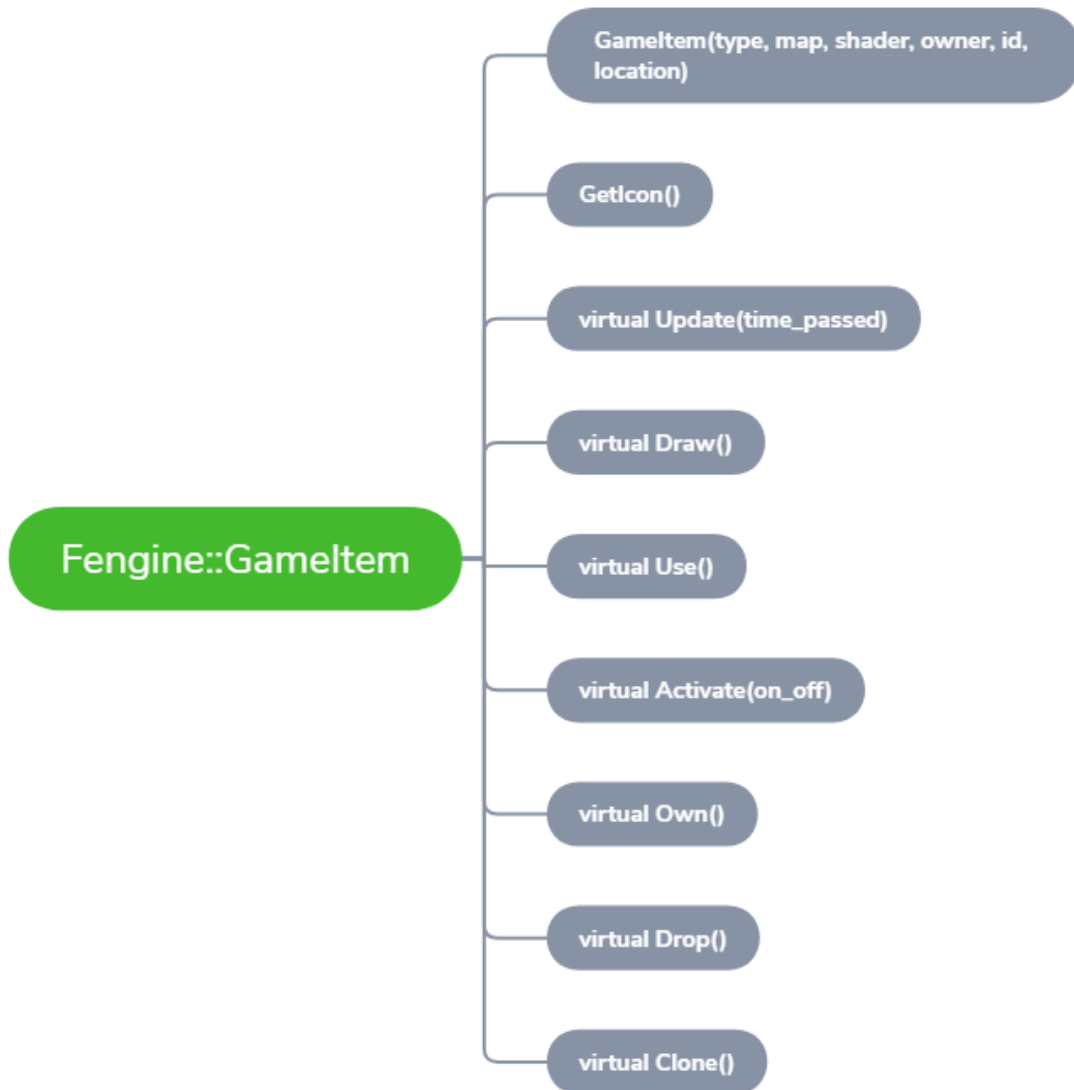 GameItem(type, map, shader, owner, id,
location)
GetIcon()
virtual Update(time_passed)
virtual Draw()
Fengine::GameItem
virtual Use()
virtual Activate(on_off)
virtual Own()
virtual Drop()
virtual Clone()